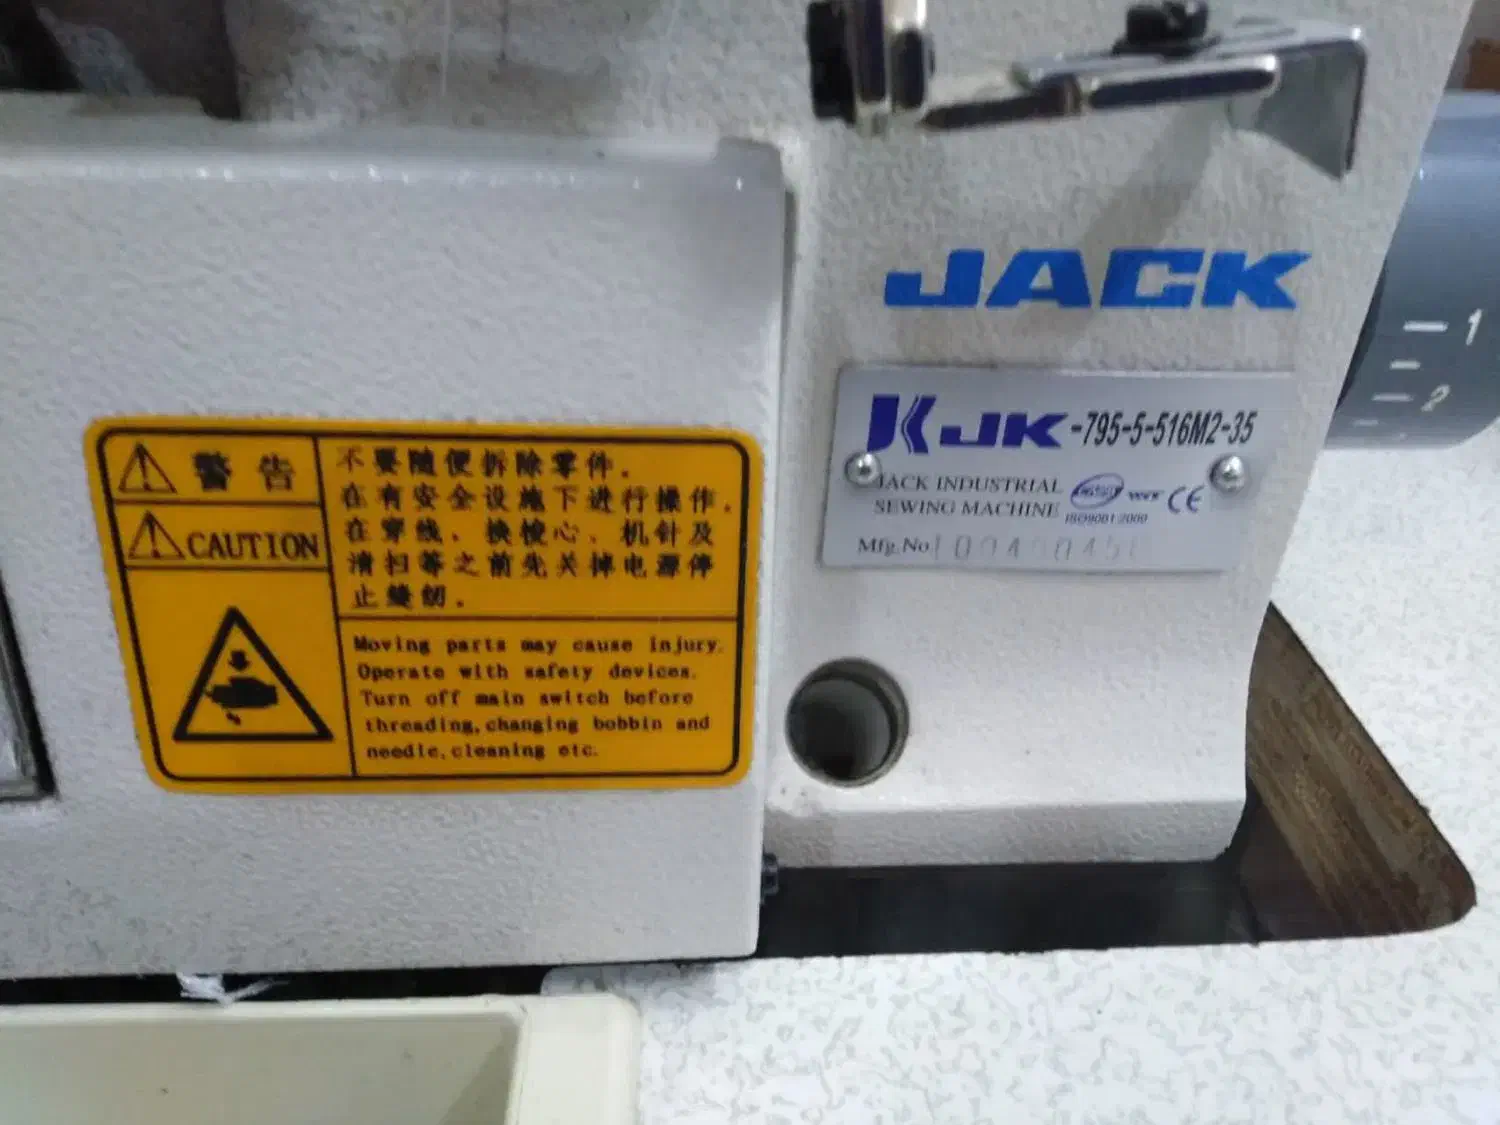 警告
CAUTION
不要随便拆除零件.
在有安全设施下进行操作.
在穿线. 换梭心. 机针及
清扫等之前先关掉电源停
止缝纫.
Moving parts may cause injury.
Operate with safety devices.
Turn off main switch before
threading, changing bobbin and
needle, cleaning etc.
JACK
JK-795-5-516M2-35
JACK INDUSTRIAL
SEWING MACHINE
ISO9001:2000
CE
Mfg.No
1
2